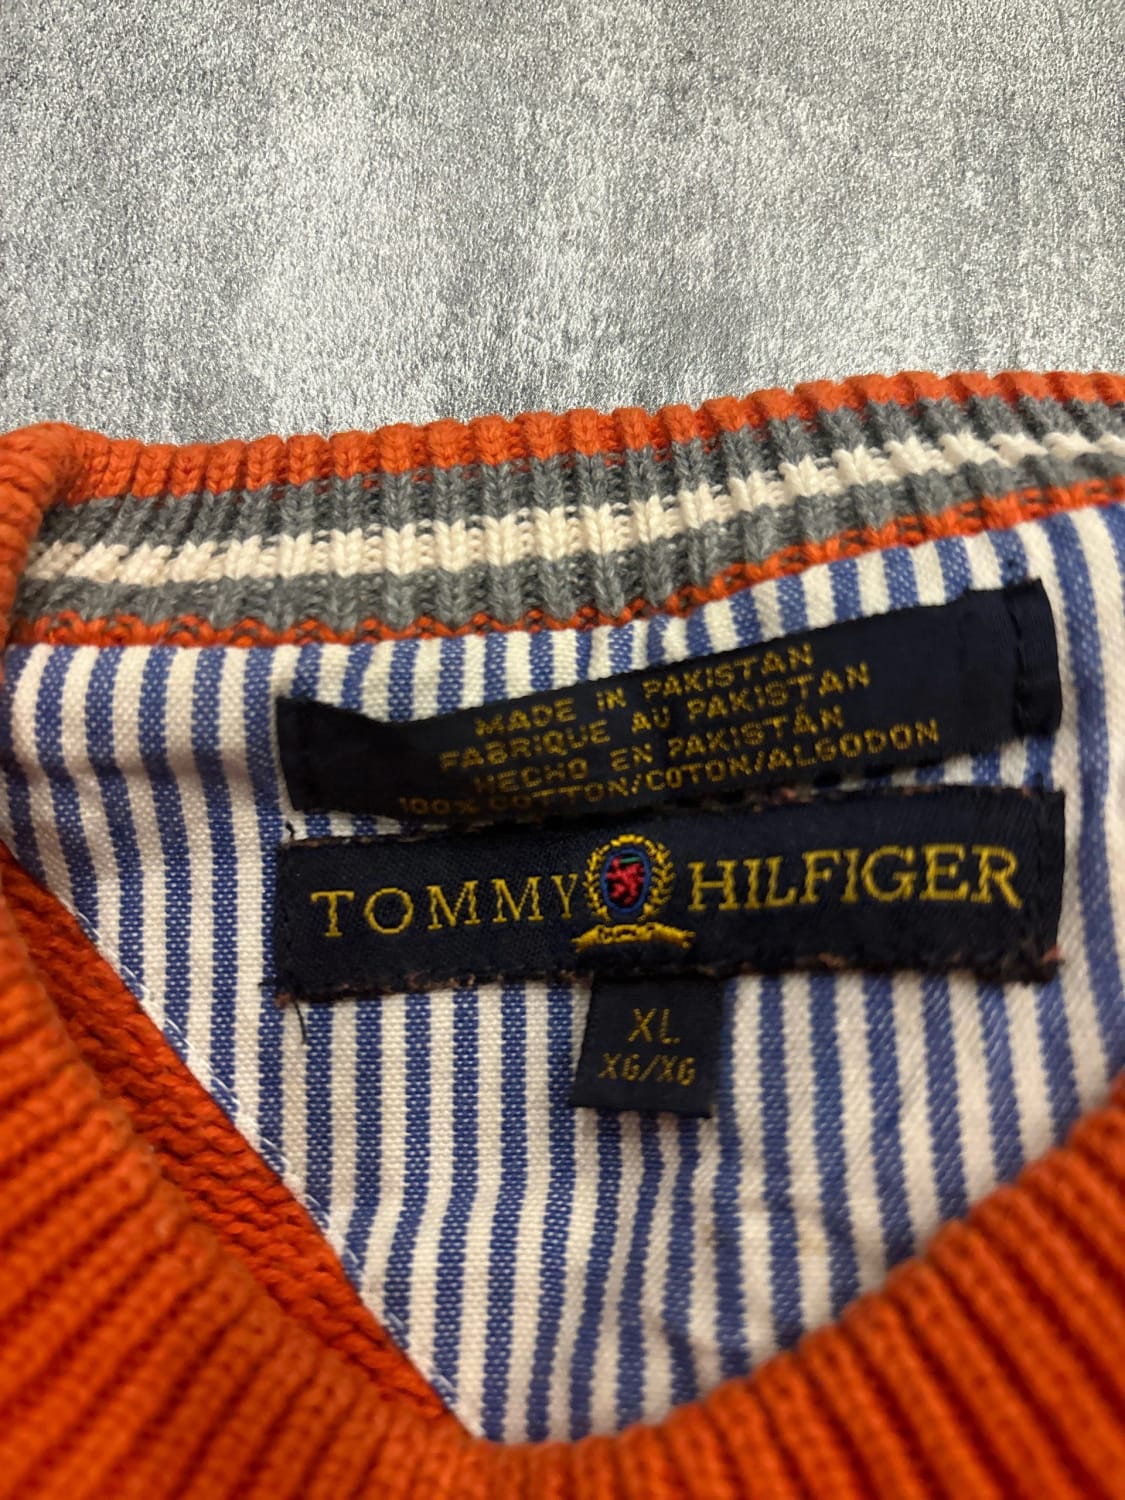 MADE IN PAKISTAN
FABRIQUE AU PAKISTAN
HECHO EN PAKISTÁN
100% COTTON/COTON/ALGODON
TOMMY HILFIGER
XL
XG/XG